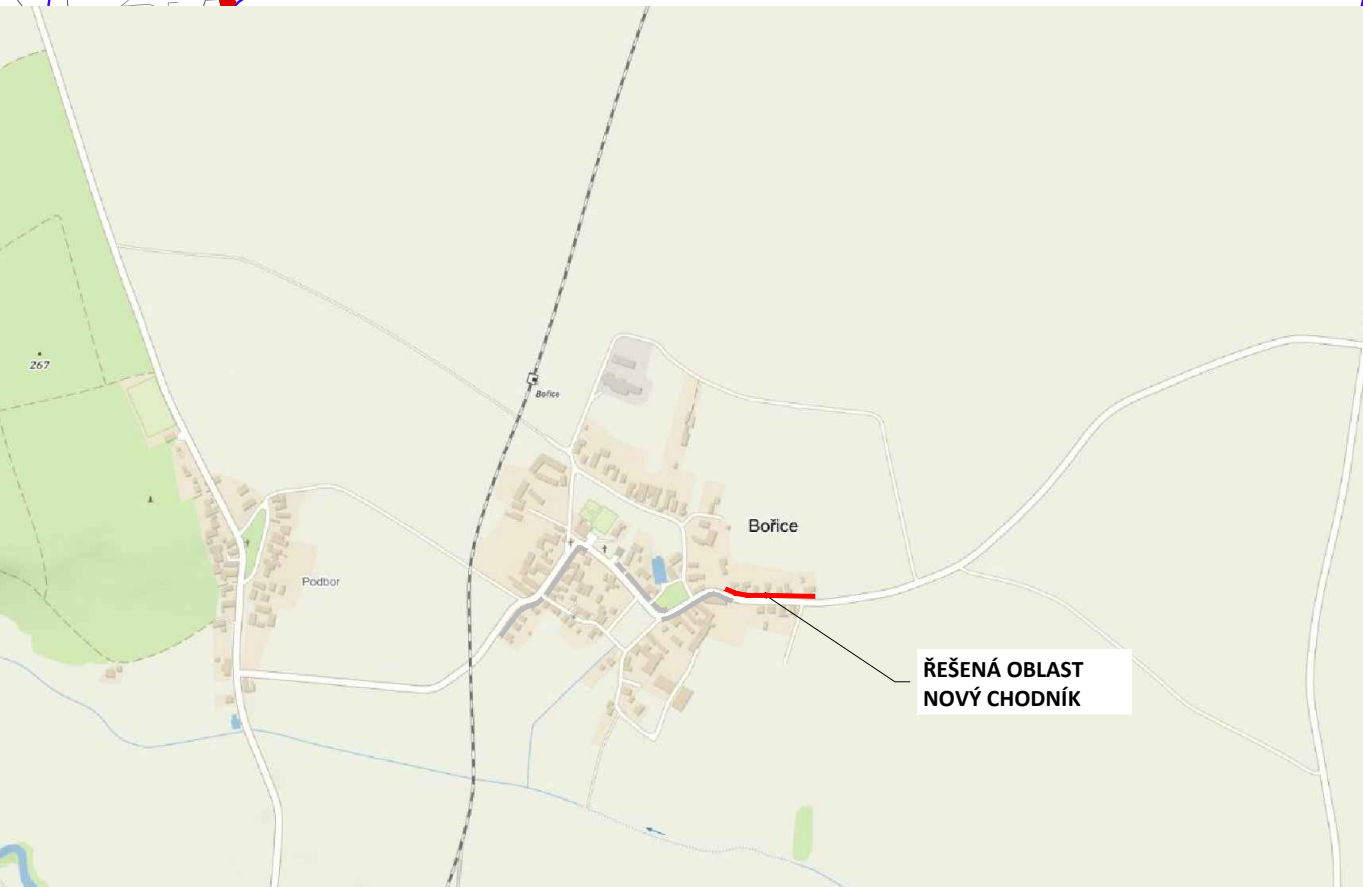 267
Bořice
Bořice
Podbor
ŘEŠENÁ OBLAST
NOVÝ CHODNÍK